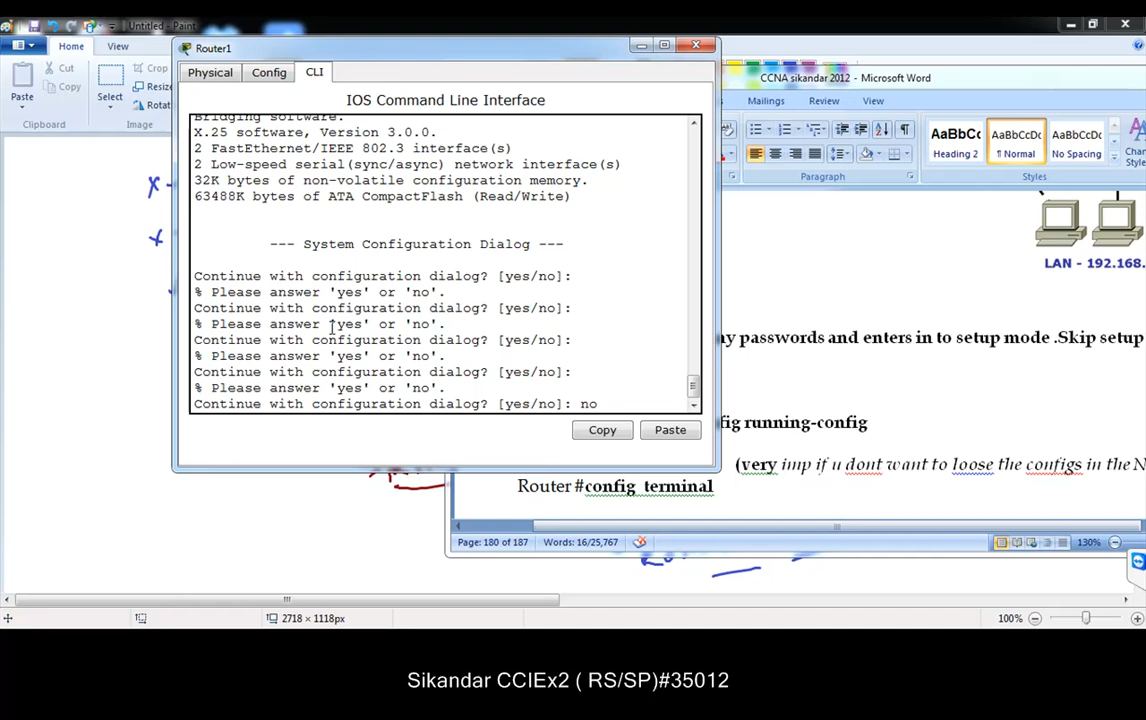 Untitled - Paint
Home
View
Cut
Copy
Paste
Clipboard
Select
Crop
Image
Router1
Physical
Config
CLI
IOS Command Line Interface
Bridging software.
X.25 software, Version 3.0.0.
2 FastEthernet/IEEE 802.3 interface(s)
2 Low-speed serial(sync/async) network interface(s)
32K bytes of non-volatile configuration memory.
63488K bytes of ATA CompactFlash (Read/Write)
--- System Configuration Dialog ---
Continue with configuration dialog? [yes/no]:
% Please answer 'yes' or 'no'.
Continue with configuration dialog? [yes/no]:
% Please answer 'yes' or 'no'.
Continue with configuration dialog? [yes/no]:
% Please answer 'yes' or 'no'.
Continue with configuration dialog? [yes/no]:
% Please answer 'yes' or 'no'.
Continue with configuration dialog? [yes/no]: no
Copy
Paste
CCNA sikandar 2012 - Microsoft Word
Mailings
Review
View
AaBbC
Heading 2
AaBbCcDc
¶ Normal
AaBbCcDc
No Spacing
Paragraph
Styles
LAN - 192.168.
ny passwords and enters in to setup mode .Skip setup
fig running-config
(very imp if u dont want to loose the configs in the N
Router #config terminal
Page: 180 of 187
Words: 16/25,767
130%
2718 × 1118px
100%
Sikandar CCIEx2 ( RS/SP)#35012